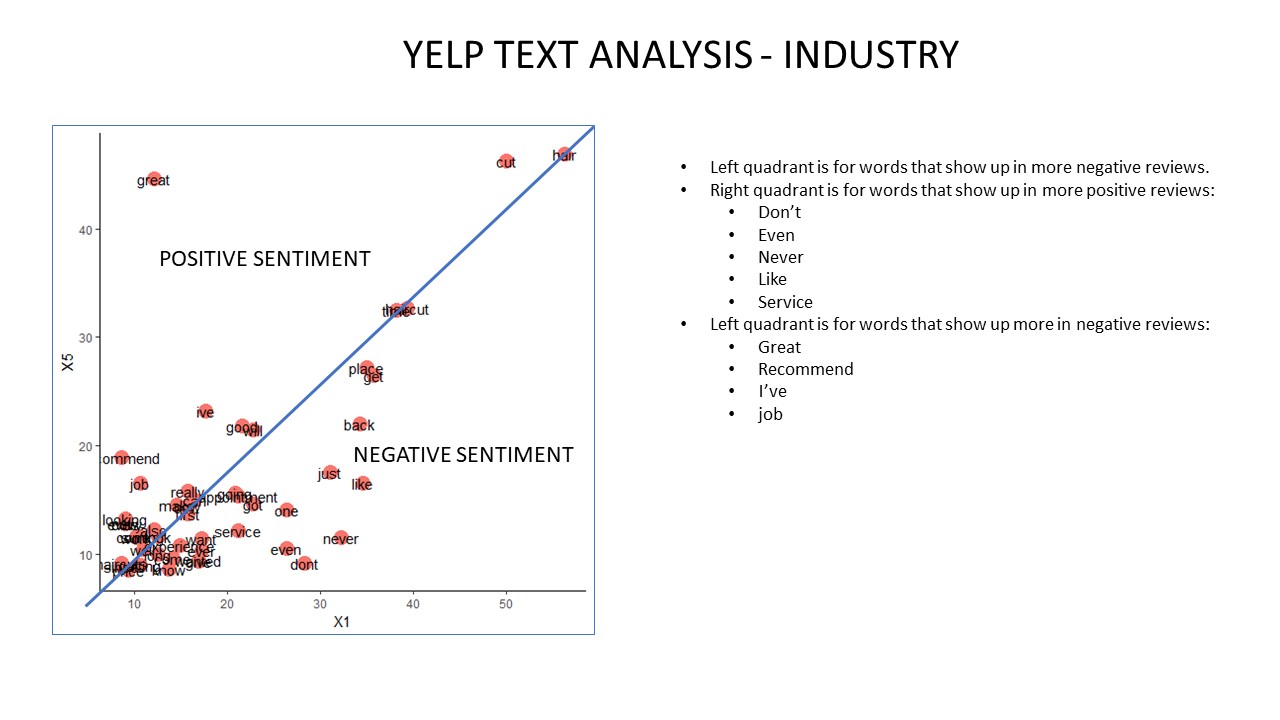 YELP TEXT ANALYSIS - INDUSTRY
great
cut
hair
40
POSITIVE SENTIMENT
haircut
30
X5
place
get
ive
good
will
back
20
NEGATIVE SENTIMENT
commend
just
job
like
really
going
appointment
got
one
first
looking
also
service
never
want
experience
even
ever
10
dont
know
price
10
20
30
40
50
X1
• Left quadrant is for words that show up in more negative reviews.
• Right quadrant is for words that show up in more positive reviews:
• Don't
• Even
• Never
• Like
• Service
• Left quadrant is for words that show up more in negative reviews:
• Great
• Recommend
• I've
• job